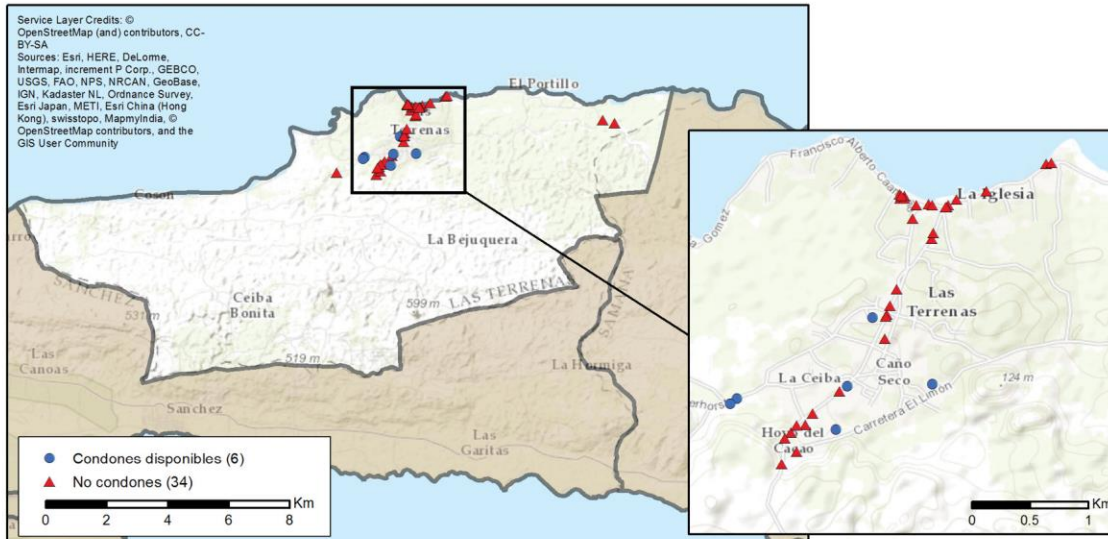 Service Layer Credits: ©
OpenStreetMap (and) contributors, CC-
BY-SA
Sources: Esri, HERE, DeLorme,
Intermap, increment P Corp., GEBCO,
USGS, FAO, NPS, NRCAN, GeoBase,
IGN, Kadaster NL, Ordnance Survey,
Esri Japan, METI, Esri China (Hong
Kong), swisstopo, MapmyIndia, ©
OpenStreetMap contributors, and the
GIS User Community
El Portillo
Terrenas
Coson
La Bejuquera
SANCHEZ
531 m
Ceiba
Bonita
599 m
LAS TERRENAS
SAMANA
519 m
Las
Canoas
La Hormiga
Sanchez
Las
Garitas
Condones disponibles (6)
No condones (34)
Km
0 2 4 6 8
Francisco Alberto
La Iglesia
Gomez
Las
Terrenas
Caño
Seco
La Ceiba
124 m
Carretera El Limón
Hoyo del
Cacao
Km
0 0.5 1